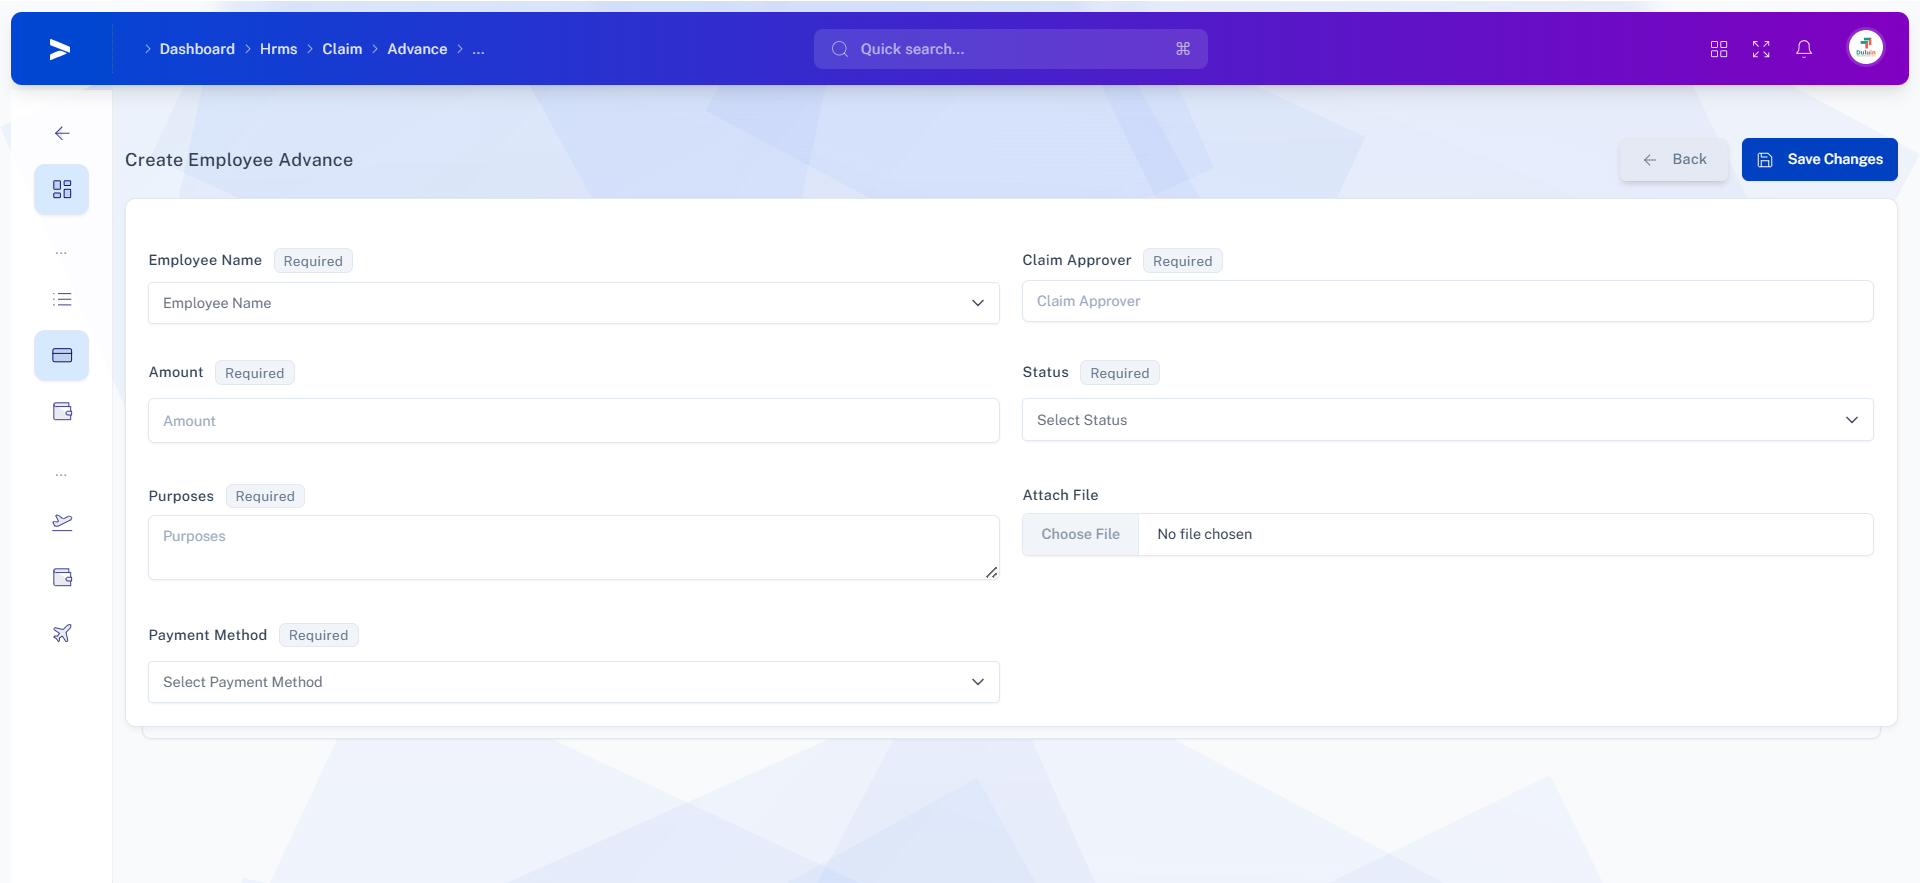 Dashboard Hrms Claim Advance ...
Quick search... ⌘
Duluin
Create Employee Advance
Back
Save Changes
...
...
Employee Name Required
Employee Name
Claim Approver Required
Claim Approver
Amount Required
Amount
Status Required
Select Status
Purposes Required
Purposes
Attach File
Choose File No file chosen
Payment Method Required
Select Payment Method